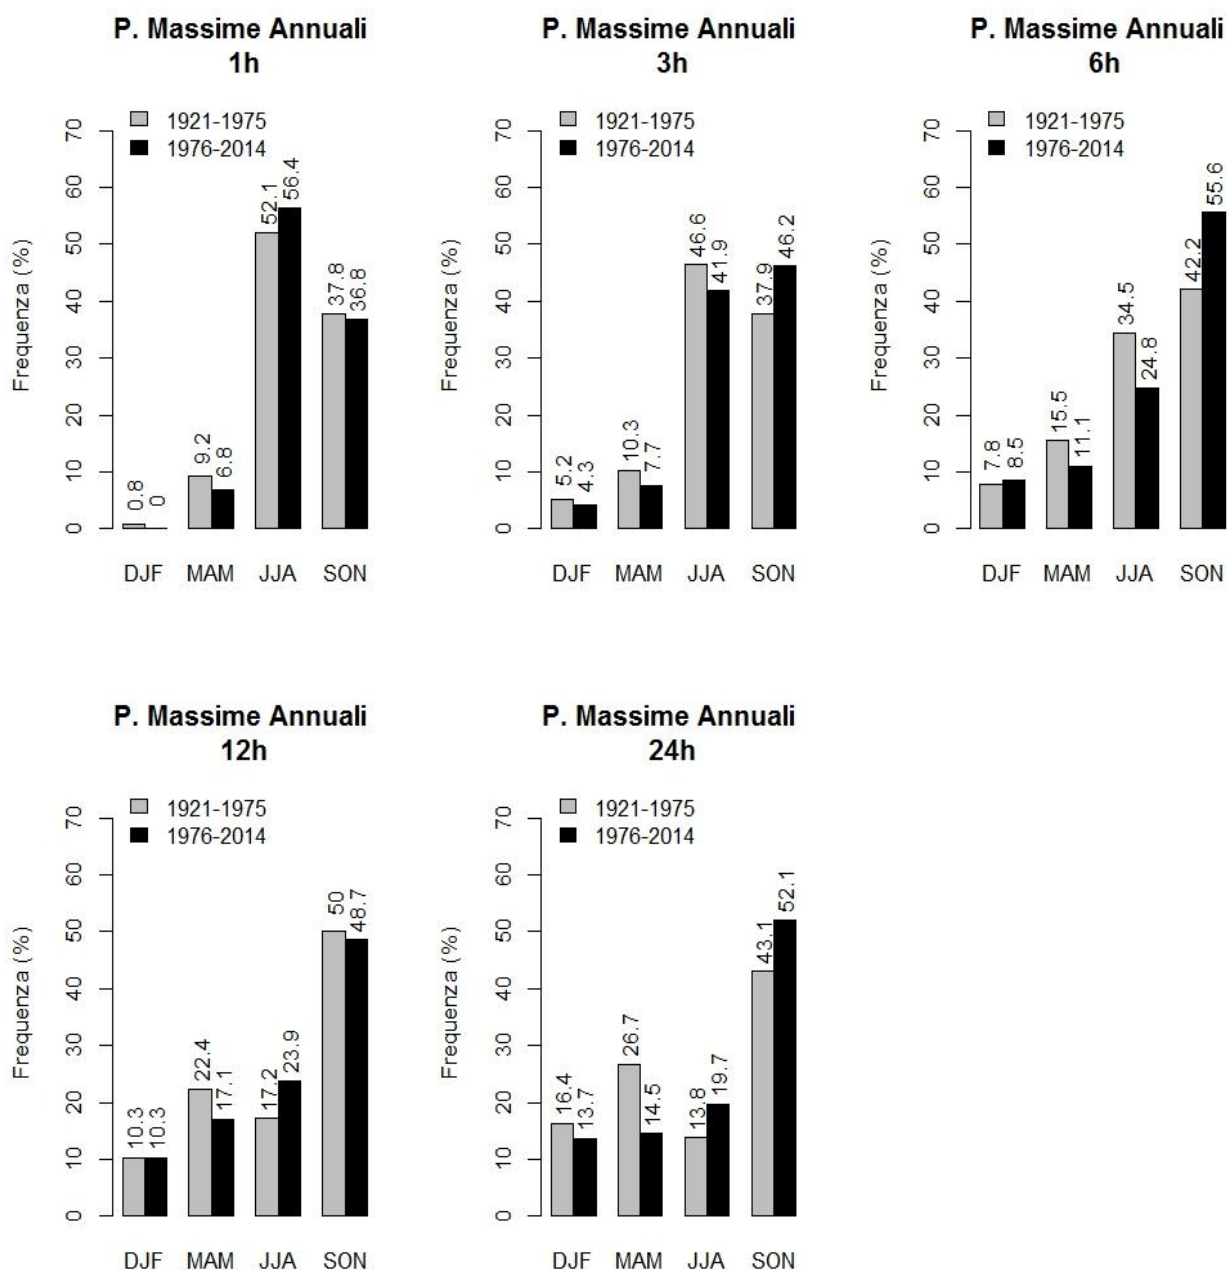 P. Massime Annuali
1h
1921-1975
1976-2014
Frequenza (%)
0 10 20 30 40 50 60 70
0.8 0 9.2 6.8 52.1 56.4 37.8 36.8
DJF MAM JJA SON
P. Massime Annuali
3h
1921-1975
1976-2014
Frequenza (%)
0 10 20 30 40 50 60 70
5.2 4.3 10.3 7.7 46.6 41.9 37.9 46.2
DJF MAM JJA SON
P. Massime Annuali
6h
1921-1975
1976-2014
Frequenza (%)
0 10 20 30 40 50 60 70
7.8 8.5 15.5 11.1 34.5 24.8 42.2 55.6
DJF MAM JJA SON
P. Massime Annuali
12h
1921-1975
1976-2014
Frequenza (%)
0 10 20 30 40 50 60 70
10.3 10.3 22.4 17.1 17.2 23.9 50 48.7
DJF MAM JJA SON
P. Massime Annuali
24h
1921-1975
1976-2014
Frequenza (%)
0 10 20 30 40 50 60 70
16.4 13.7 26.7 14.5 13.8 19.7 43.1 52.1
DJF MAM JJA SON